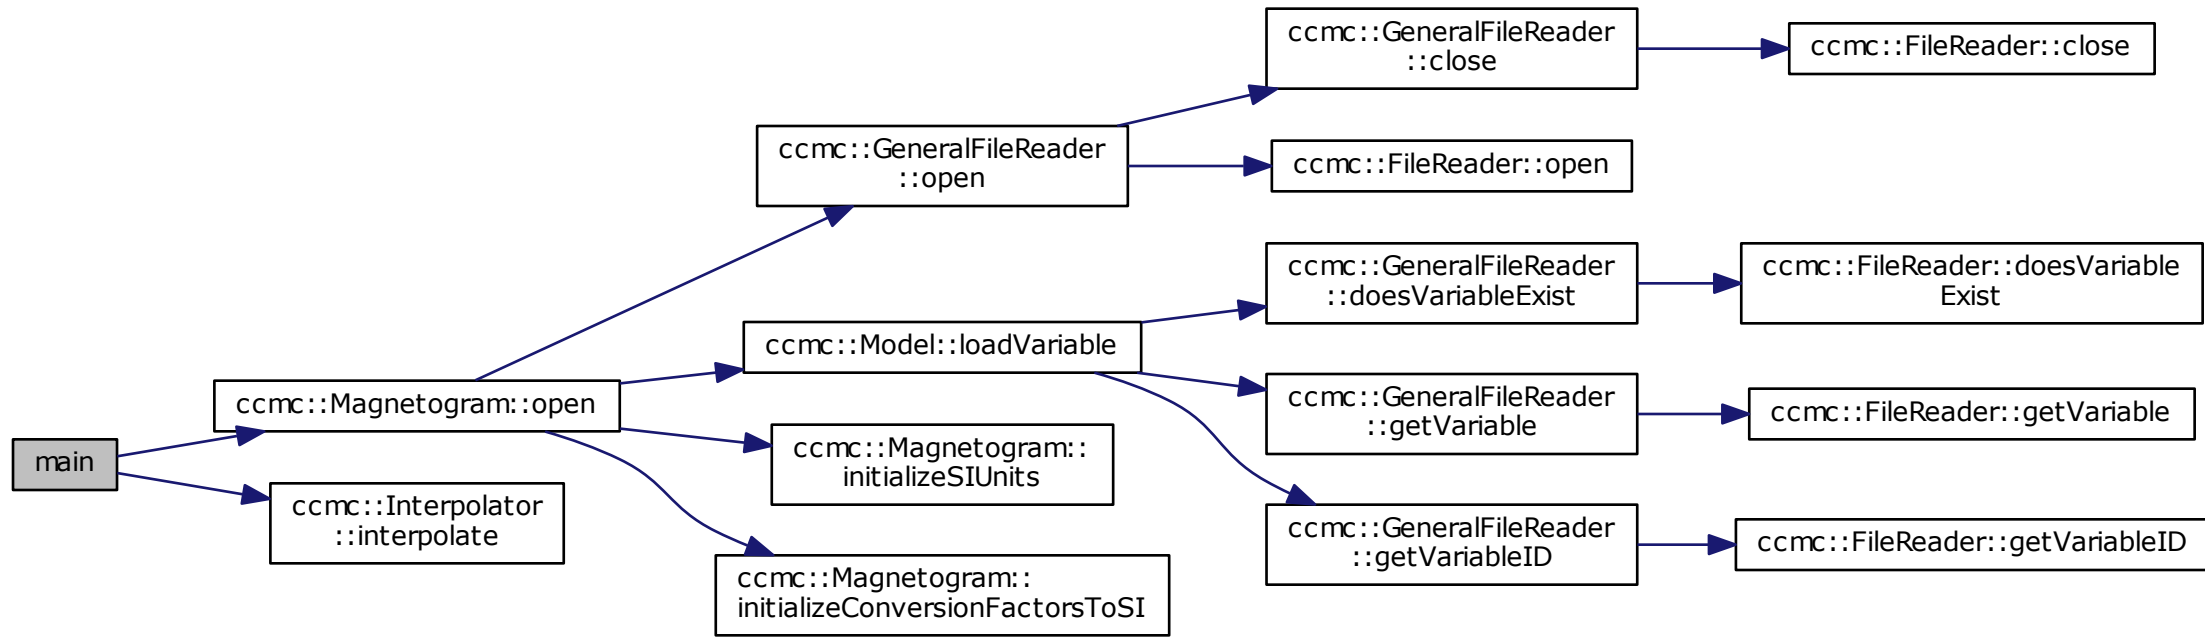 main
ccmc::Magnetogram::open
ccmc::Interpolator
::interpolate
ccmc::GeneralFileReader
::open
ccmc::Model::loadVariable
ccmc::Magnetogram::
initializeSIUnits
ccmc::Magnetogram::
initializeConversionFactorsToSI
ccmc::GeneralFileReader
::close
ccmc::FileReader::open
ccmc::GeneralFileReader
::doesVariableExist
ccmc::GeneralFileReader
::getVariable
ccmc::GeneralFileReader
::getVariableID
ccmc::FileReader::close
ccmc::FileReader::doesVariable
Exist
ccmc::FileReader::getVariable
ccmc::FileReader::getVariableID